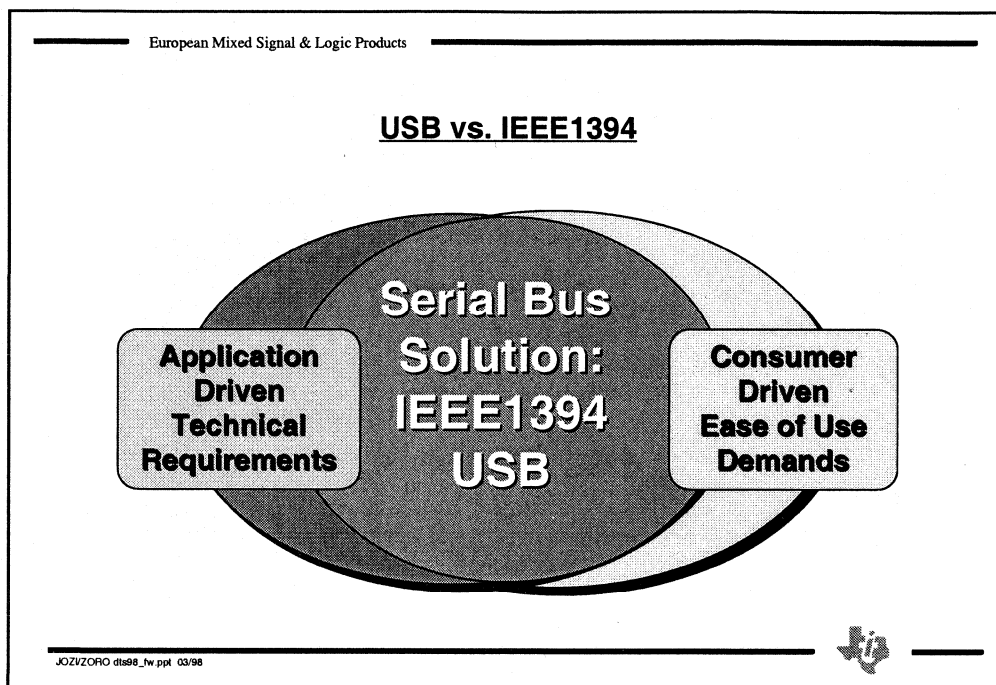 European Mixed Signal & Logic Products
USB vs. IEEE1394
Serial Bus
Solution:
IEEE1394
USB
Application
Driven
Technical
Requirements
Consumer
Driven
Ease of Use
Demands
JOZI/ZORO dts98_fw.ppt 03/98